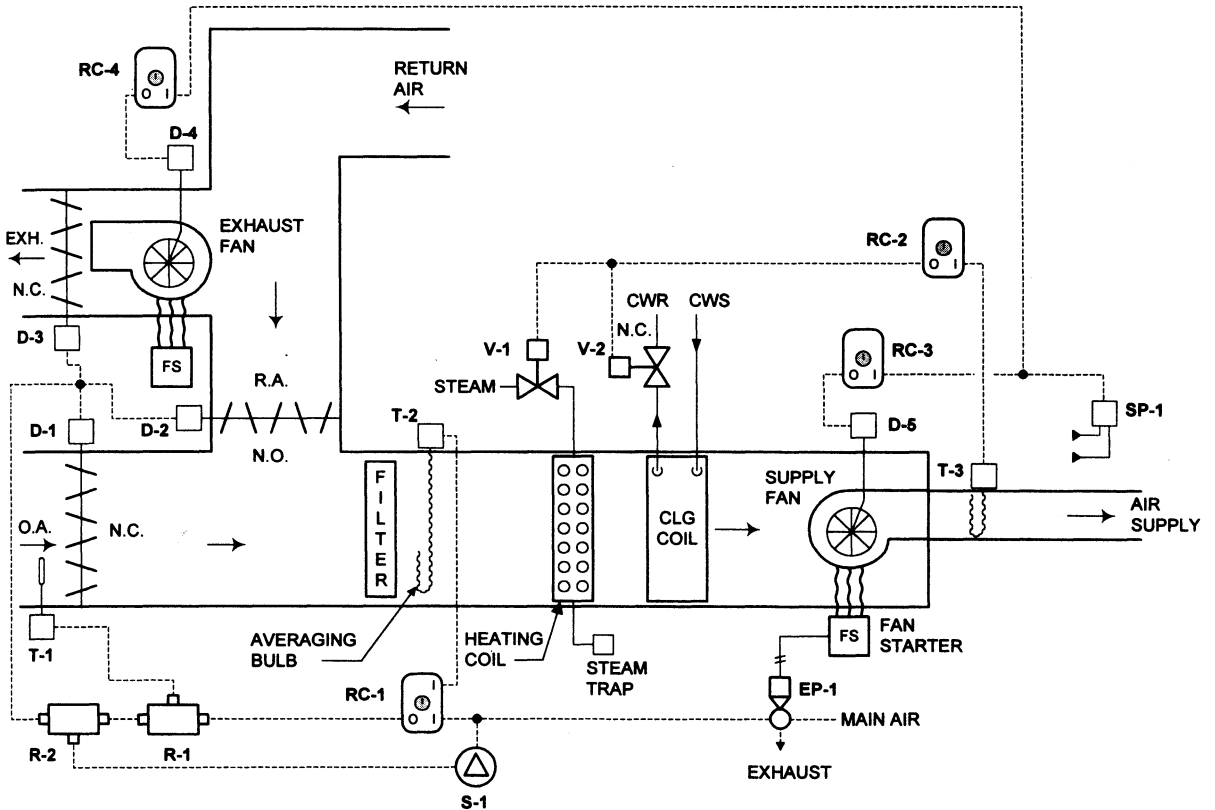 RC-4
O I
RETURN
AIR
D-4
EXHAUST
FAN
EXH.
N.C.
RC-2
O I
CWR CWS
N.C.
D-3
FS
V-1
V-2
RC-3
O I
STEAM
R.A.
D-1
D-2
T-2
D-5
SP-1
N.O.
T-3
SUPPLY
FAN
FILTER
AIR
SUPPLY
O.A.
N.C.
CLG
COIL
AVERAGING
BULB
HEATING
COIL
FS
FAN
STARTER
T-1
STEAM
TRAP
RC-1
I
O I
EP-1
MAIN AIR
R-2
R-1
EXHAUST
S-1